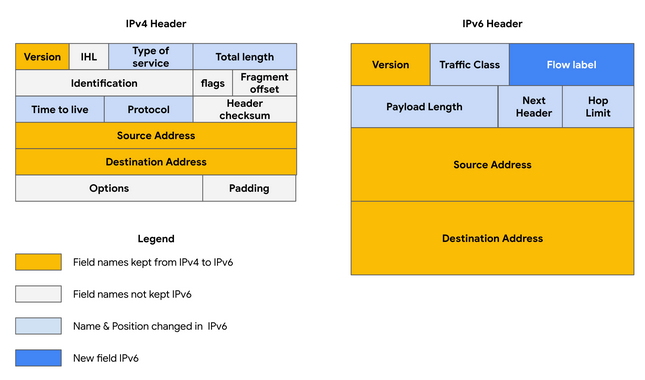 IPv4 Header
Version
IHL
Type of
service
Total length
Identification
flags
Fragment
offset
Time to live
Protocol
Header
checksum
Source Address
Destination Address
Options
Padding
Legend
Field names kept from IPv4 to IPv6
Field names not kept IPv6
Name & Position changed in IPv6
New field IPv6
IPv6 Header
Version
Traffic Class
Flow label
Payload Length
Next
Header
Hop
Limit
Source Address
Destination Address